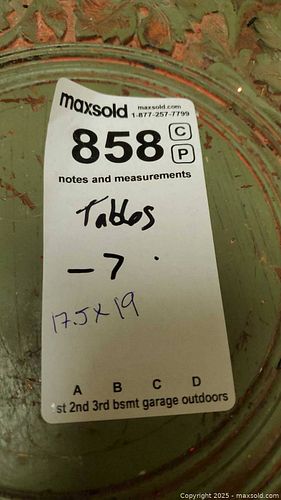 maxsold maxsold.com
1-877-257-7799
858 C
P
notes and measurements
Tables
- 7 .
17.5 x 19
A B C D
1st 2nd 3rd bsmt garage outdoors
Copyright 2025 - maxsold.com